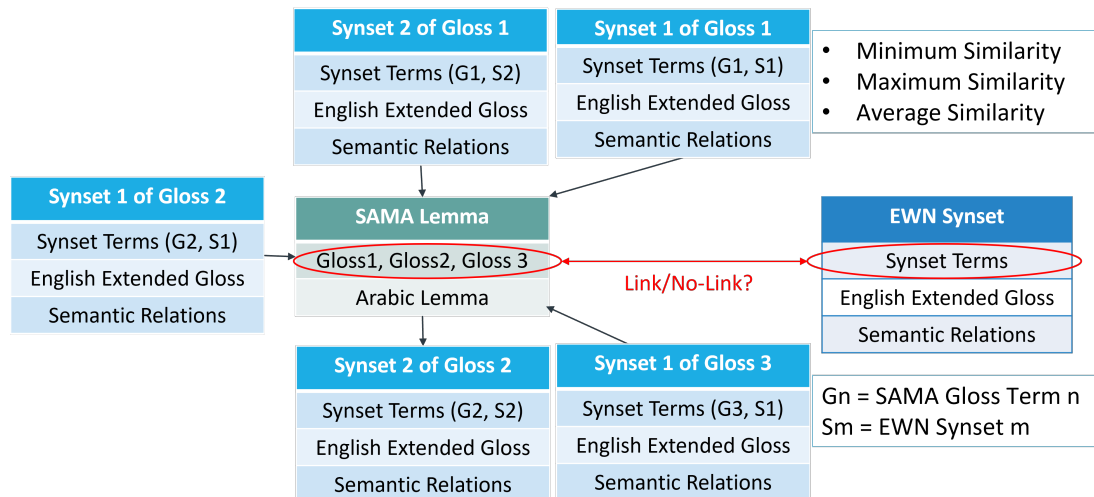 Synset 2 of Gloss 1
Synset Terms (G1, S2)
English Extended Gloss
Semantic Relations
Synset 1 of Gloss 1
Synset Terms (G1, S1)
English Extended Gloss
Semantic Relations
• Minimum Similarity
• Maximum Similarity
• Average Similarity
Synset 1 of Gloss 2
Synset Terms (G2, S1)
English Extended Gloss
Semantic Relations
SAMA Lemma
Gloss1, Gloss2, Gloss 3
Arabic Lemma
Link/No-Link?
EWN Synset
Synset Terms
English Extended Gloss
Semantic Relations
Synset 2 of Gloss 2
Synset Terms (G2, S2)
English Extended Gloss
Semantic Relations
Synset 1 of Gloss 3
Synset Terms (G3, S1)
English Extended Gloss
Semantic Relations
Gn = SAMA Gloss Term n
Sm = EWN Synset m